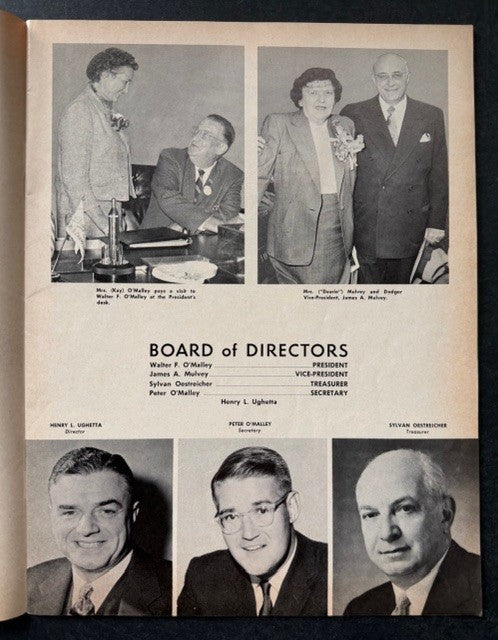 Mrs. (Kay) O'Malley pays a visit to
Walter F. O'Malley at the President's
desk.
Mrs. ("Dearie") Mulvey and Dodger
Vice-President, James A. Mulvey.
BOARD of DIRECTORS
Walter F. O'Malley PRESIDENT
James A. Mulvey VICE-PRESIDENT
Sylvan Oestreicher TREASURER
Peter O'Malley SECRETARY
Henry L. Ughetta
HENRY L. UGHETTA
Director
PETER O'MALLEY
Secretary
SYLVAN OESTREICHER
Treasurer